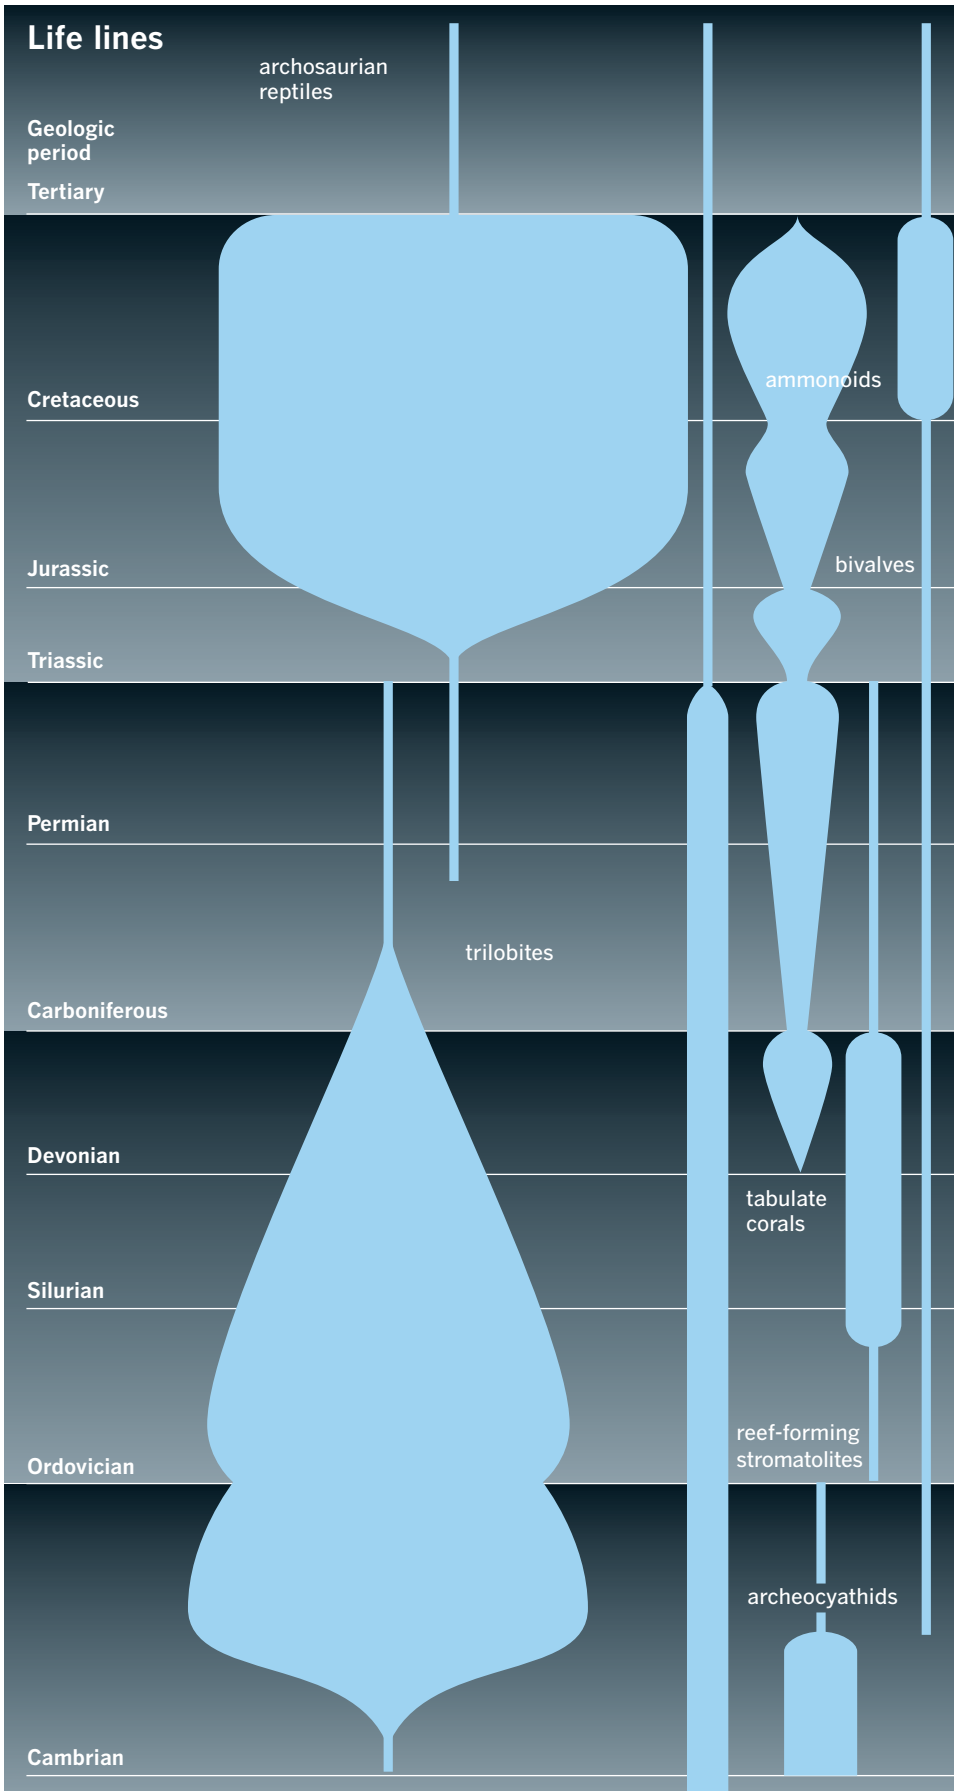 Life lines
archosaurian
reptiles
Geologic
period
Tertiary
ammonoids
Cretaceous
bivalves
Jurassic
Triassic
Permian
trilobites
Carboniferous
Devonian
tabulate
corals
Silurian
reef-forming
stromatolites
Ordovician
archeocyathids
Cambrian